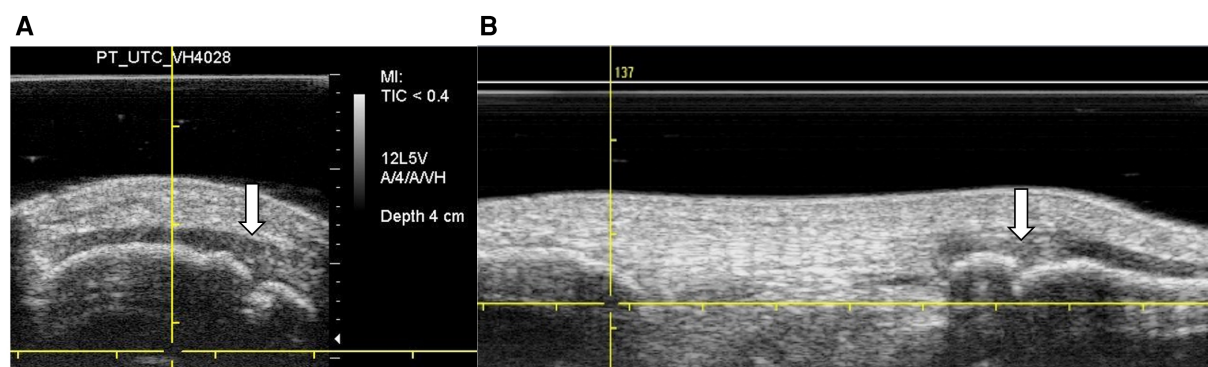 A
B
PT_UTC_VH4028
MI:
TIC < 0.4
12L5V
A/4/A/VH
Depth 4 cm
137